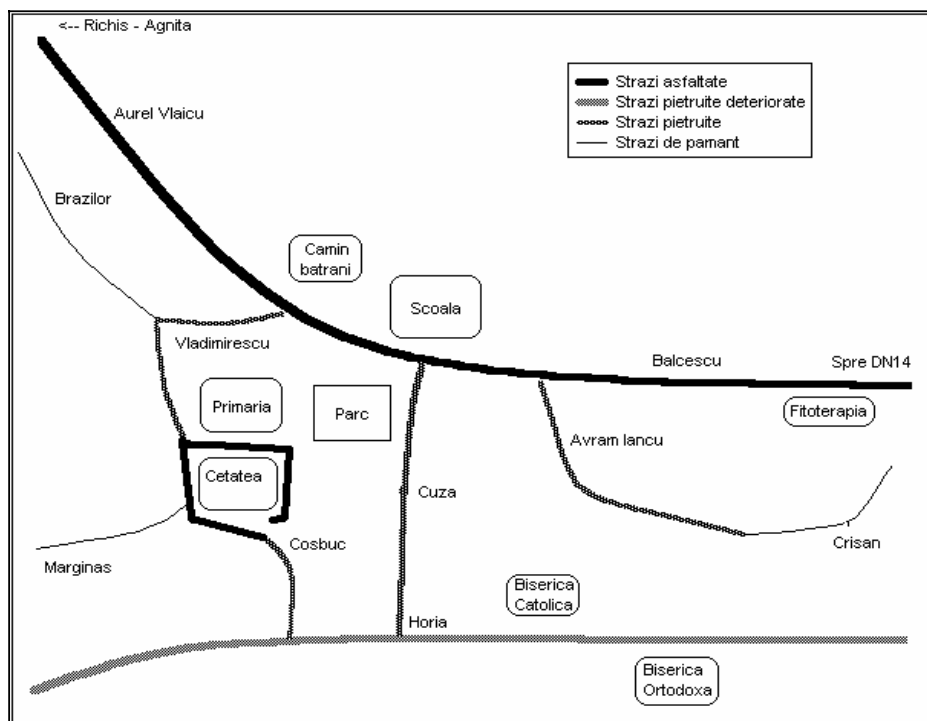 <-- Richis - Agnita
Strazi asfaltate
Strazi pietruite deteriorate
Strazi pietruite
Strazi de pamant
Aurel Vlaicu
Brazilor
Camin
batrani
Scoala
Vladimirescu
Balcescu
Spre DN14
Primaria
Parc
Fitoterapia
Avram Iancu
Cetatea
Cuza
Cosbuc
Crisan
Marginas
Biserica
Catolica
Horia
Biserica
Ortodoxa